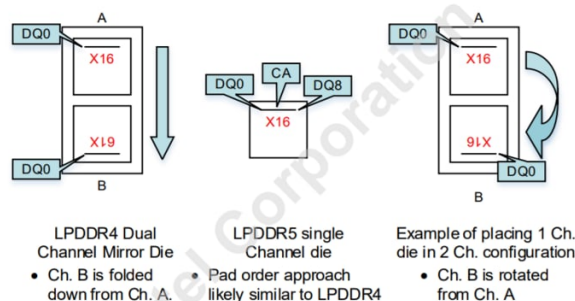 A
DQ0
X16
X16
DQ0
B
LPDDR4 Dual
Channel Mirror Die
• Ch. B is folded
down from Ch. A.
DQ0
CA
DQ8
X16
LPDDR5 single
Channel die
• Pad order approach
likely similar to LPDDR4
A
DQ0
X16
X16
DQ0
B
Example of placing 1 Ch.
die in 2 Ch. configuration
• Ch. B is rotated
from Ch. A
tel Corporation